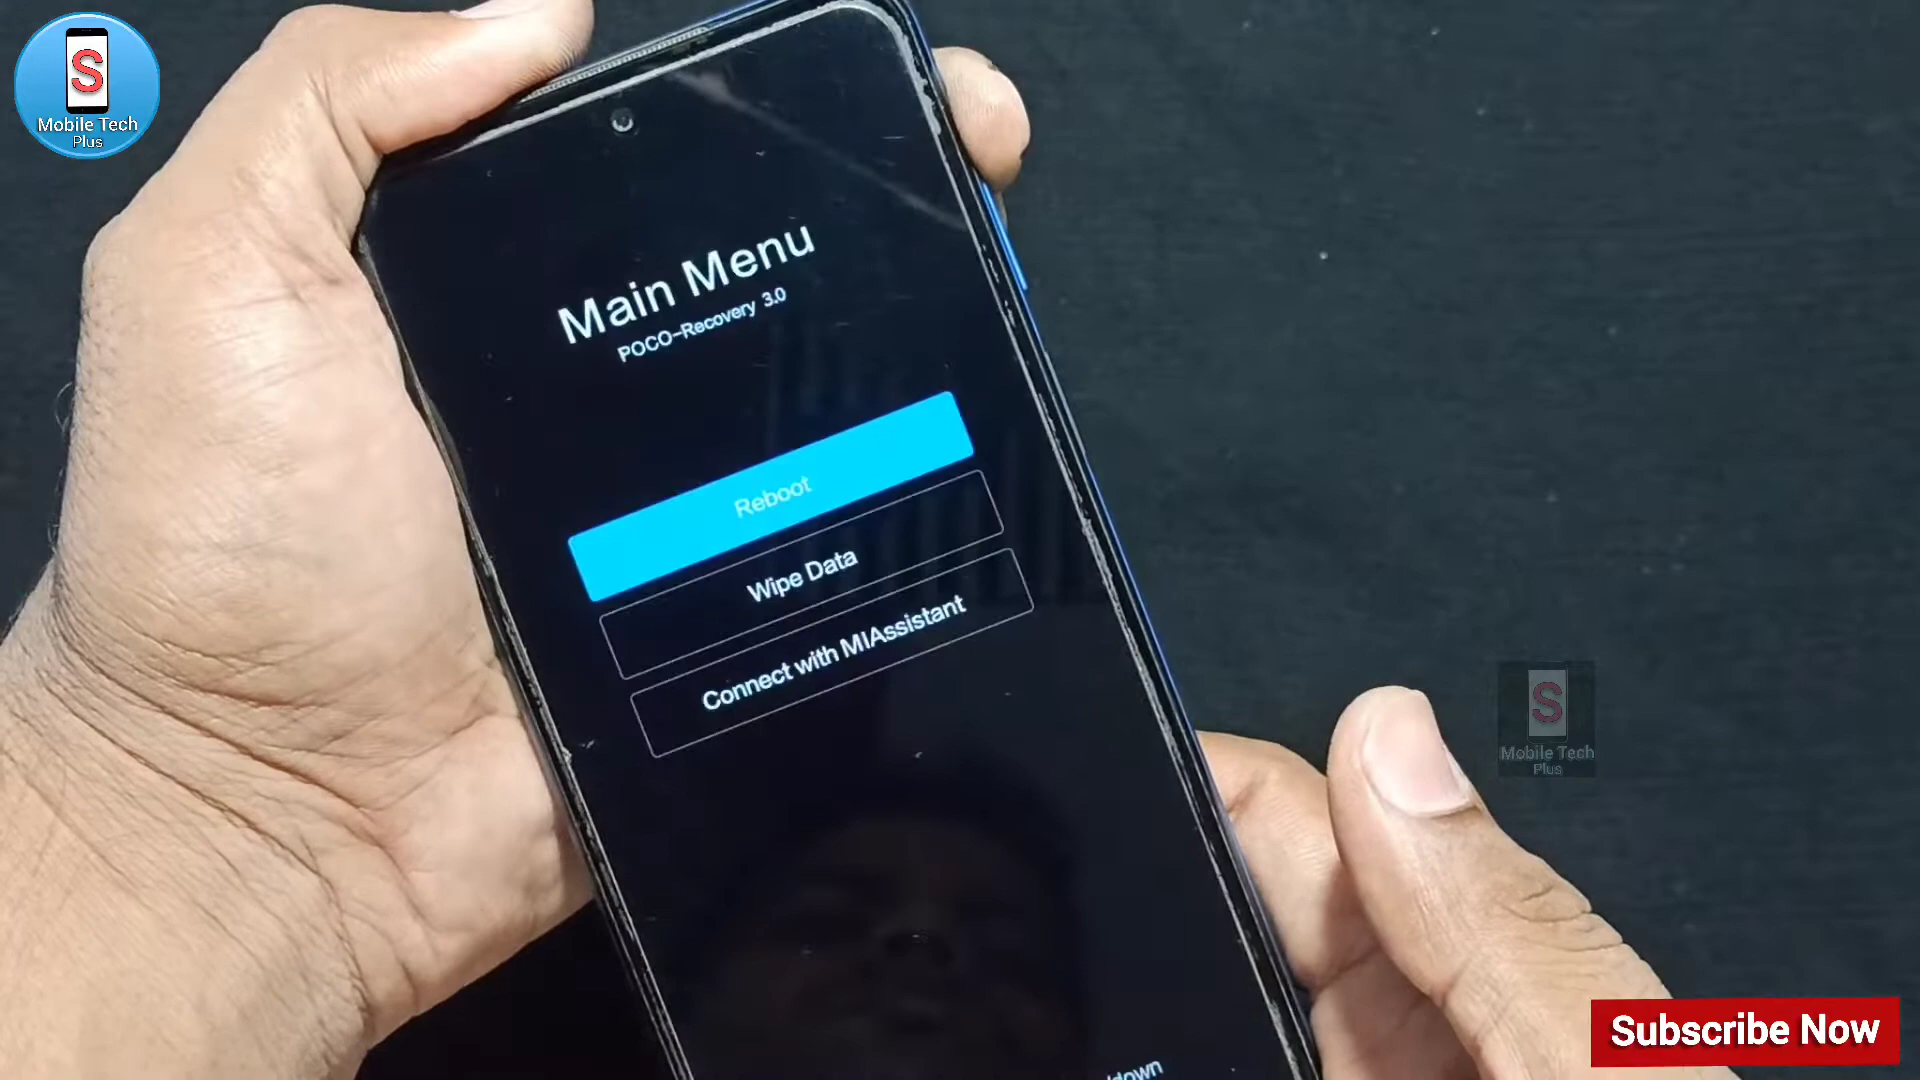 S
Mobile Tech
Plus
Main Menu
POCO-Recovery 3.0
Reboot
Wipe Data
Connect with MIAssistant
S
Mobile Tech
Plus
Subscribe Now